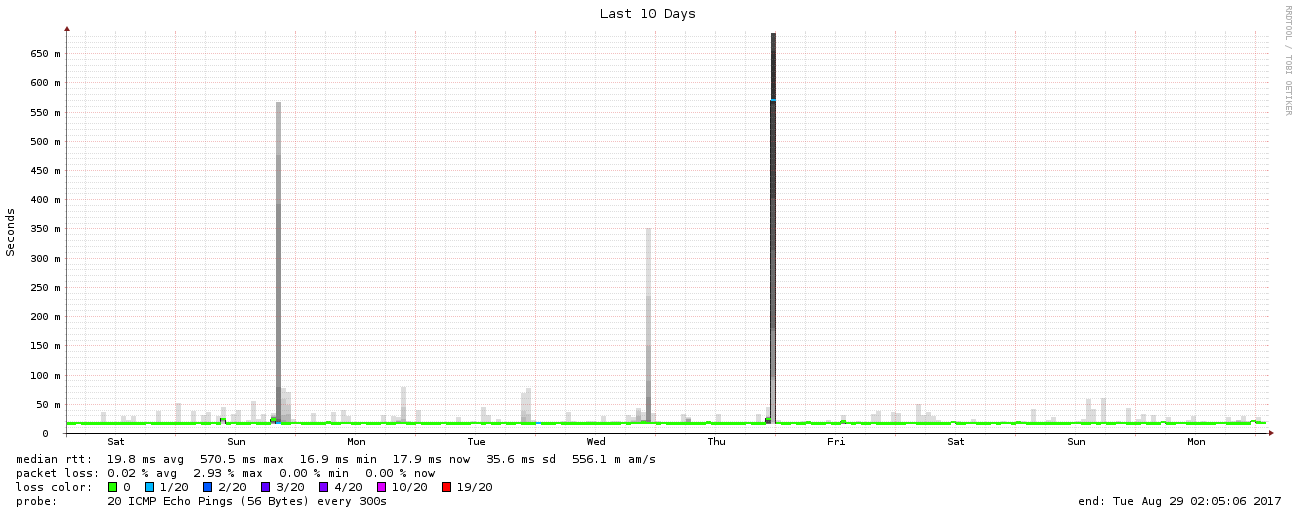 Last 10 Days
RRDTOOL / TOBI OETIKER
Seconds
650 m
600 m
550 m
500 m
450 m
400 m
350 m
300 m
250 m
200 m
150 m
100 m
50 m
0
Sat Sun Mon Tue Wed Thu Fri Sat Sun Mon
median rtt: 19.8 ms avg 570.5 ms max 16.9 ms min 17.9 ms now 35.6 ms sd 556.1 m am/s
packet loss: 0.02 % avg 2.93 % max 0.00 % min 0.00 % now
loss color: 0 1/20 2/20 3/20 4/20 10/20 19/20
probe: 20 ICMP Echo Pings (56 Bytes) every 300s end: Tue Aug 29 02:05:06 2017